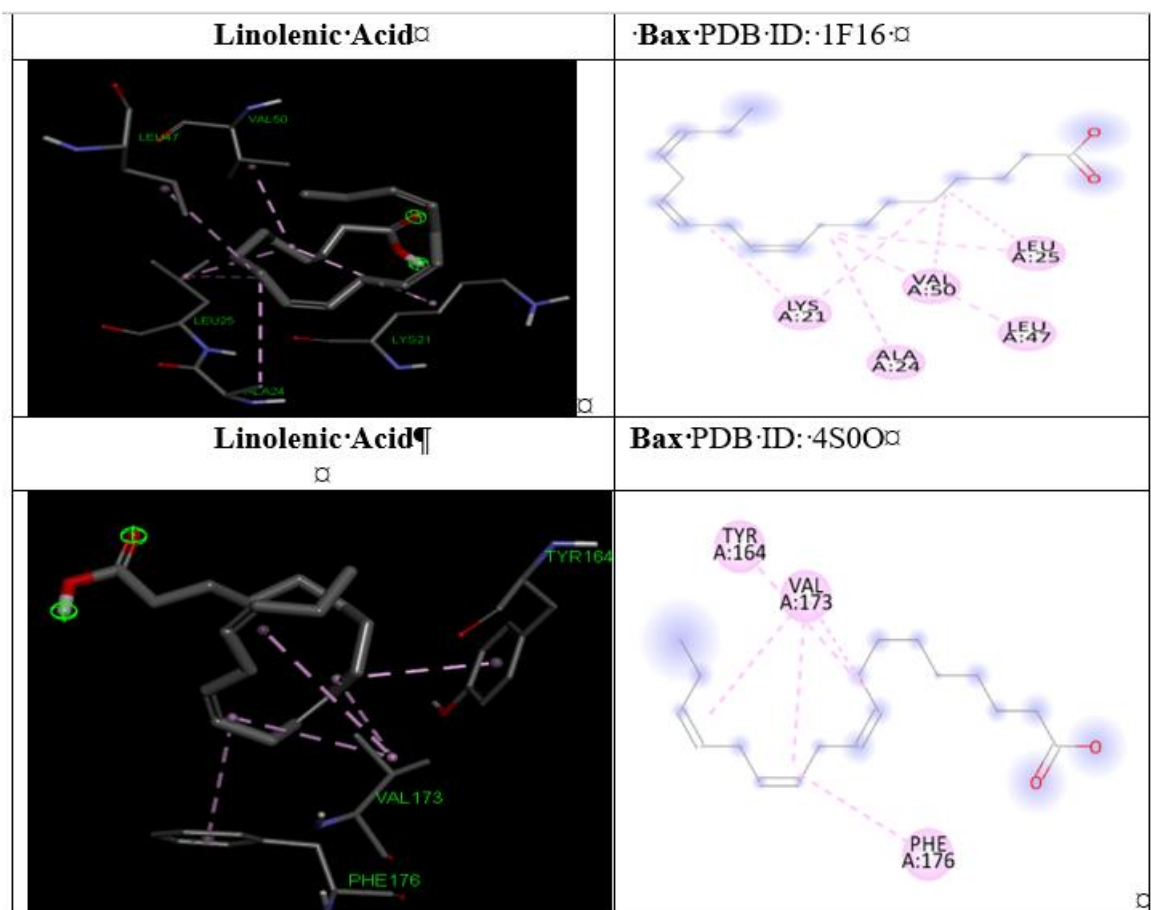 Linolenic·Acid¤
·Bax·PDB·ID:·1F16·¤
LEU47
VAL50
LEU25
LYS21
ALA24
¤
O
O
LEU
A:25
VAL
A:50
LYS
A:21
LEU
A:47
ALA
A:24
Linolenic·Acid¶
¤
Bax·PDB·ID:·4S0O¤
TYR164
VAL173
PHE176
TYR
A:164
VAL
A:173
O
O
PHE
A:176
¤